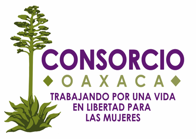 CONSORCIO
OAXACA
TRABAJANDO POR UNA VIDA
EN LIBERTAD PARA
LAS MUJERES